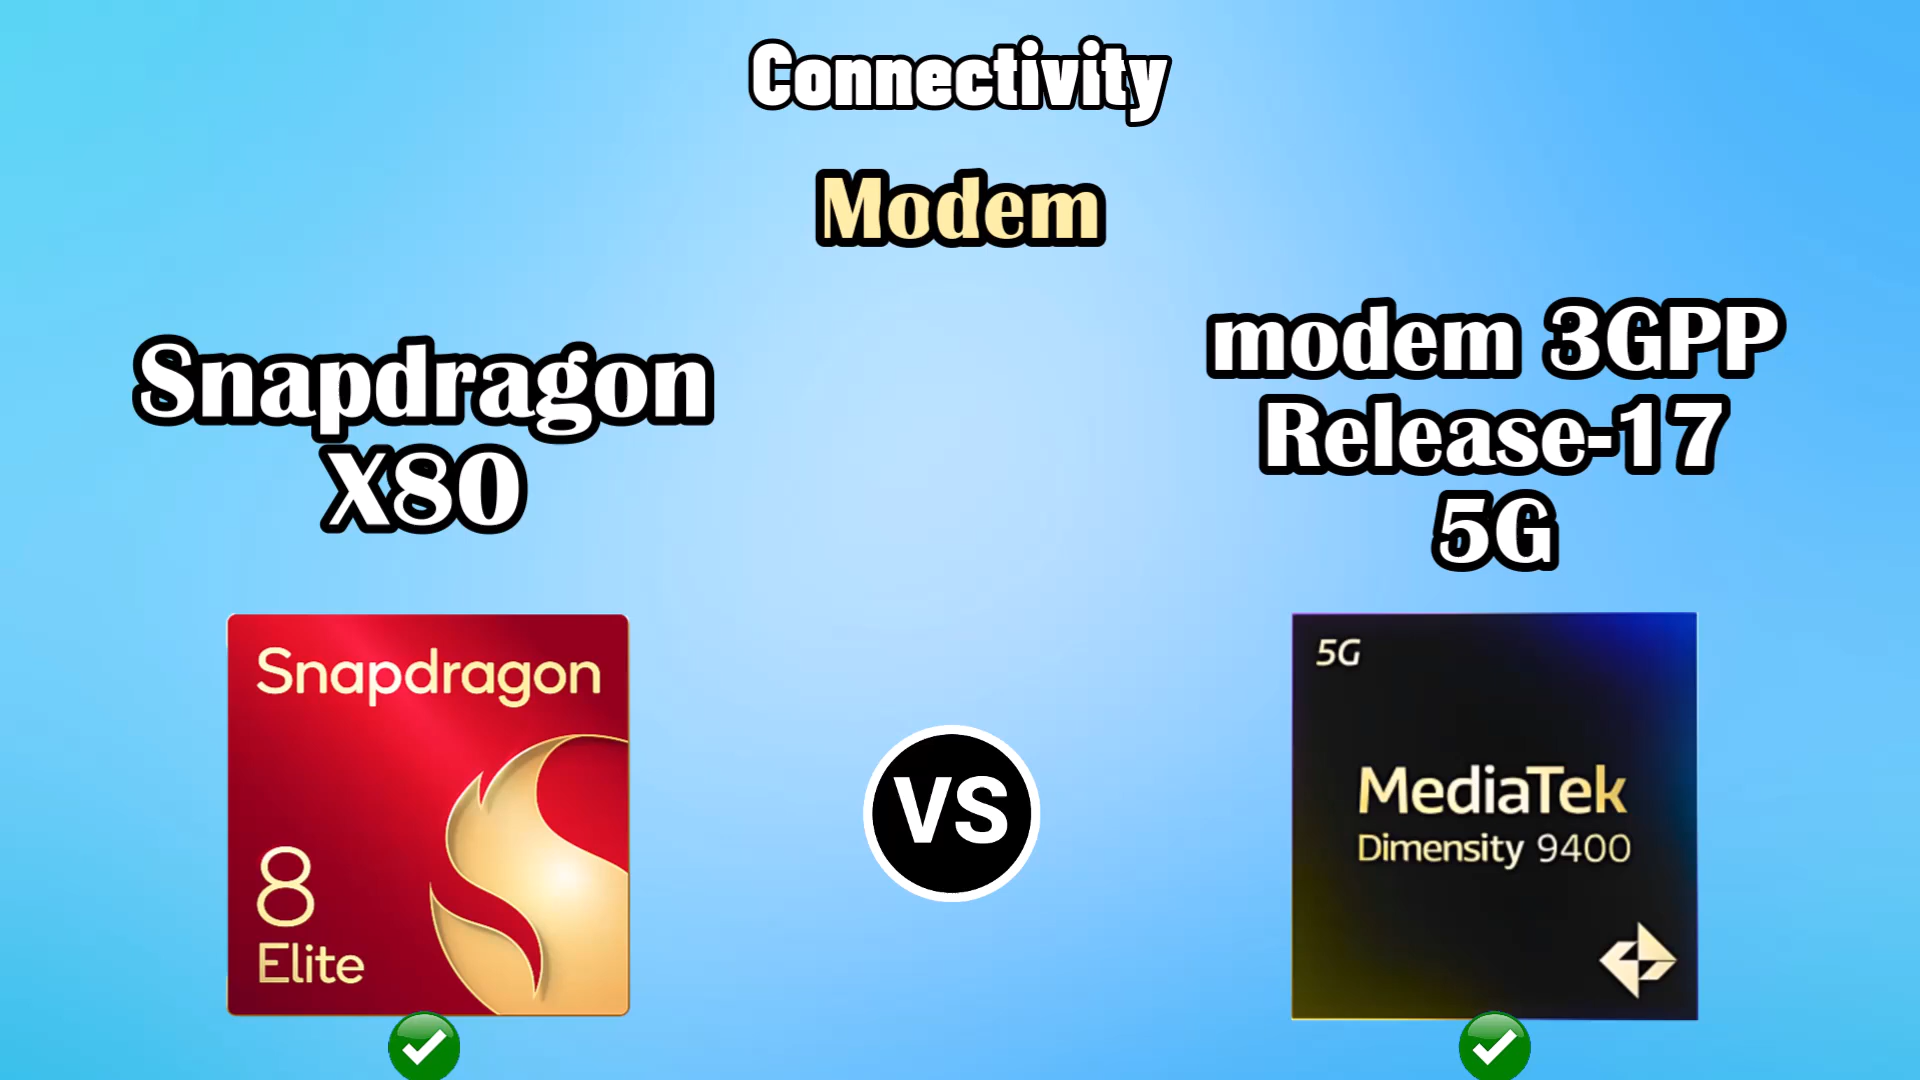 Connectivity
Modem
Snapdragon
X80
modem 3GPP
Release-17
5G
Snapdragon
8
Elite
VS
5G
MediaTek
Dimensity 9400